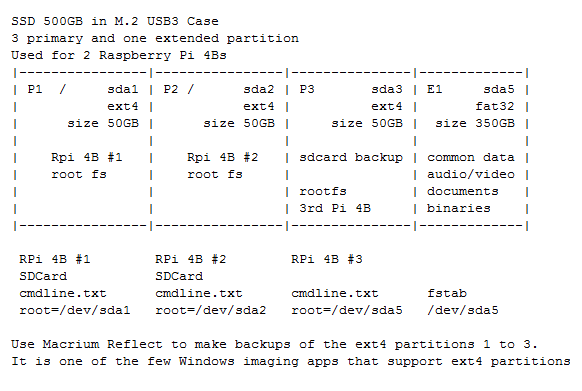 SSD 500GB in M.2 USB3 Case
3 primary and one extended partition
Used for 2 Raspberry Pi 4Bs
|----------------|----------------|---------------|-------------|
| P1  /     sda1 | P2 /      sda2 | P3       sda3 | E1     sda5 |
|           ext4 |           ext4 |          ext4 |       fat32 |
|      size 50GB |      size 50GB |     size 50GB |  size 350GB |
|                |                |               |             |
|    Rpi 4B #1   |    Rpi 4B #2   | sdcard backup | common data |
|    root fs     |    root fs     |               | audio/video |
|                |                | rootfs        | documents   |
|                |                | 3rd Pi 4B     | binaries    |
|----------------|----------------|---------------|-------------|
RPi 4B #1        RPi 4B #2        RPi 4B #3
SDCard           SDCard
cmdline.txt      cmdline.txt      cmdline.txt      fstab
root=/dev/sda1   root=/dev/sda2   root=/dev/sda5   /dev/sda5
Use Macrium Reflect to make backups of the ext4 partitions 1 to 3.
It is one of the few Windows imaging apps that support ext4 partitions